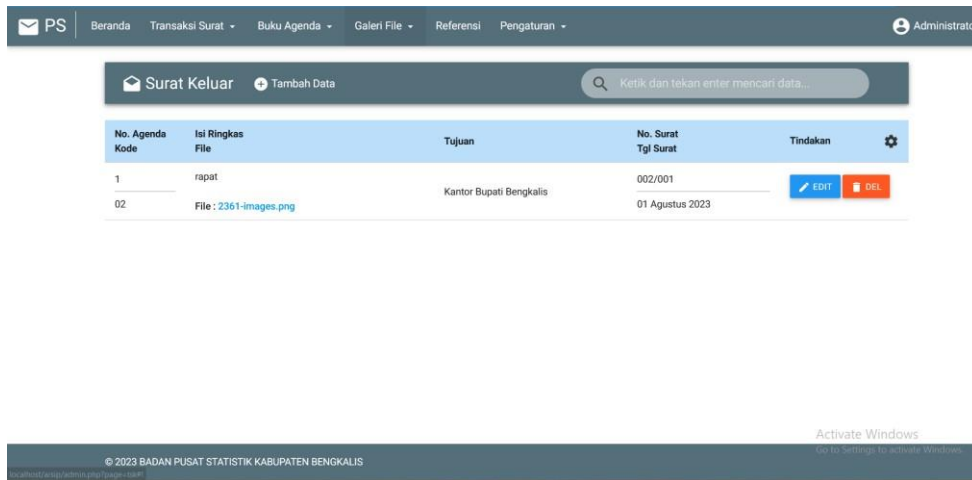 PS Beranda Transaksi Surat Buku Agenda Galeri File Referensi Pengaturan Administrato
Surat Keluar Tambah Data Ketik dan tekan enter mencari data...
No. Agenda Isi Ringkas Tujuan No. Surat Tindakan
Kode File Tgl Surat
1 rapat Kantor Bupati Bengkalis 002/001 EDIT DEL
02 File : 2361-images.png 01 Agustus 2023
Activate Windows
Go to Settings to activate Windows.
© 2023 BADAN PUSAT STATISTIK KABUPATEN BENGKALIS